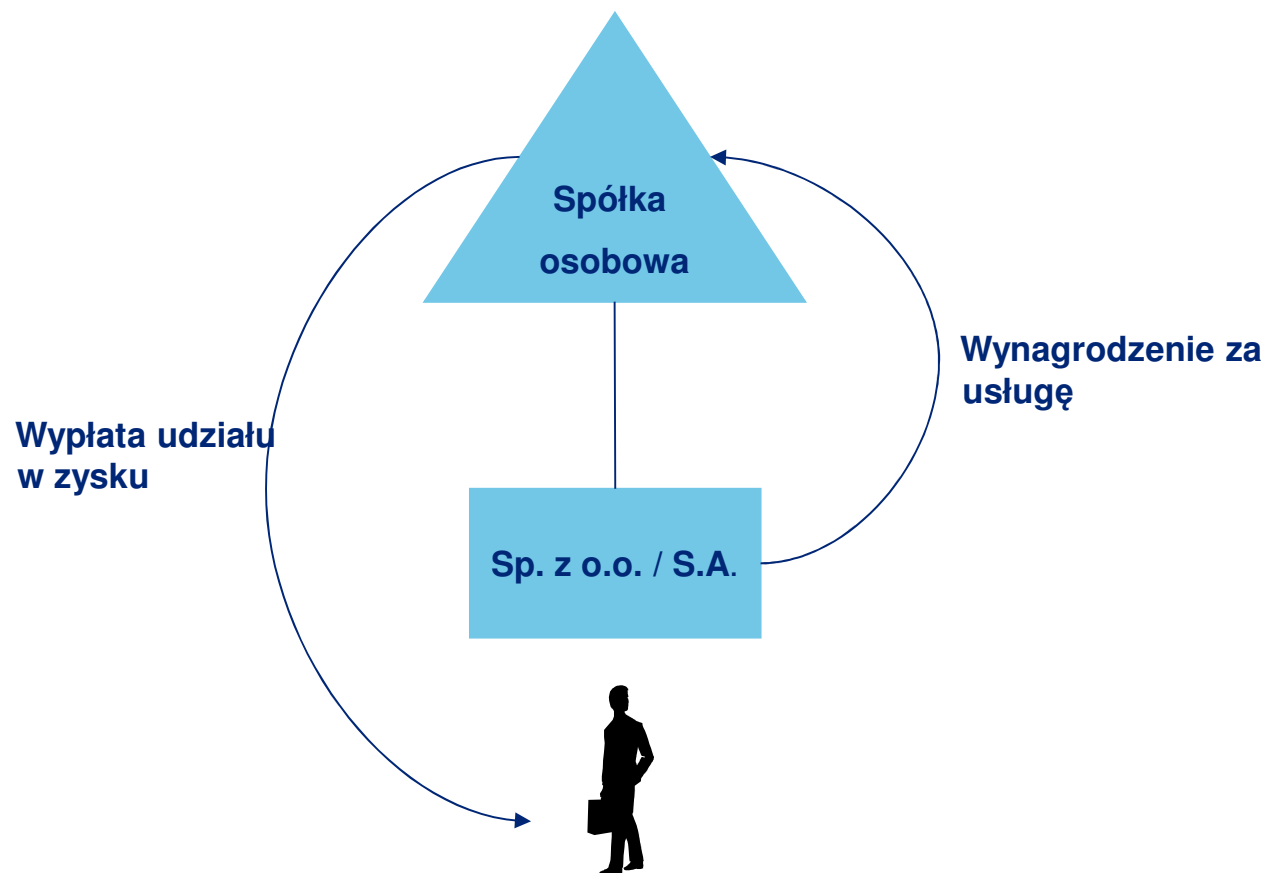 Spółka
osobowa
Wynagrodzenie za
usługę
Wypłata udziału
w zysku
Sp. z o.o. / S.A.